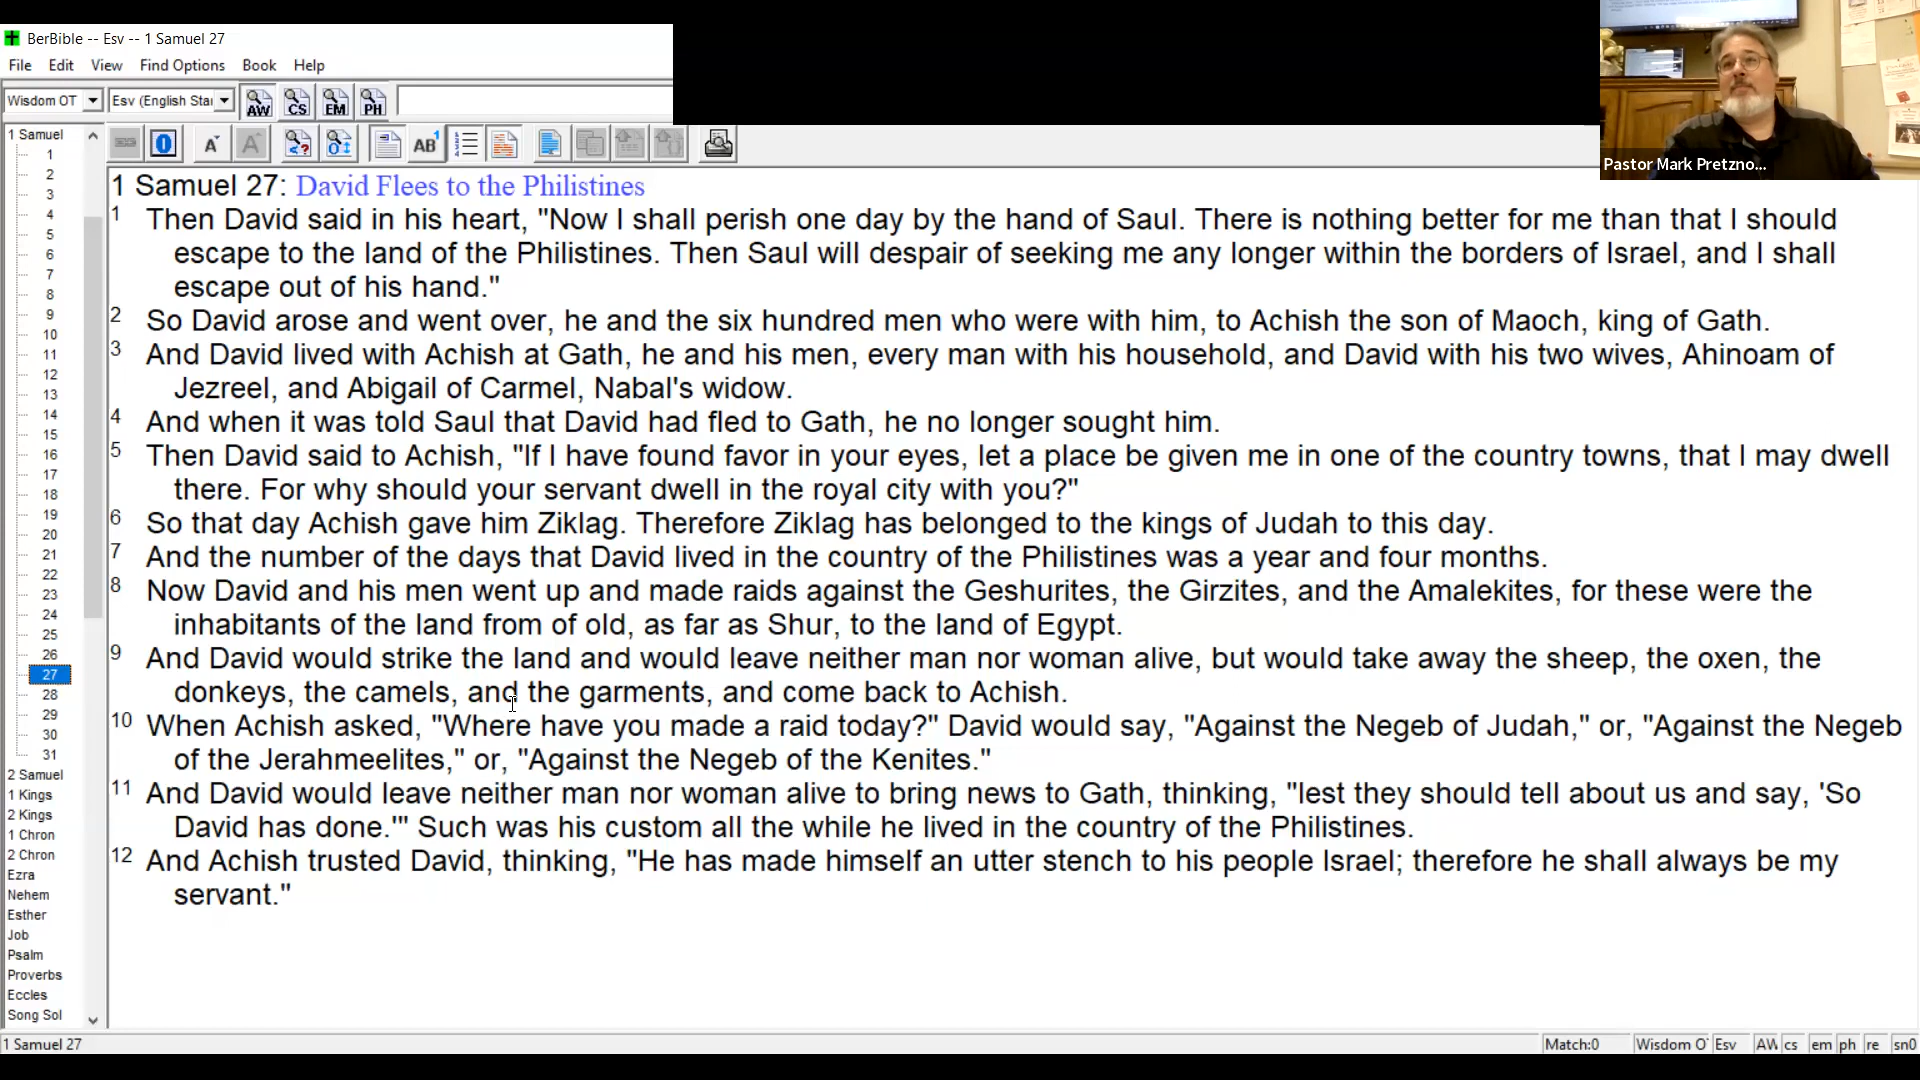 BerBible -- Esv -- 1 Samuel 27
File Edit View Find Options Book Help
Wisdom OT Esv (English Star AW CS EM PH
A A AB1
1 Samuel
1
2
3
4
5
6
7
8
9
10
11
12
13
14
15
16
17
18
19
20
21
22
23
24
25
26
27
28
29
30
31
2 Samuel
1 Kings
2 Kings
1 Chron
2 Chron
Ezra
Nehem
Esther
Job
Psalm
Proverbs
Eccles
Song Sol
1 Samuel 27: David Flees to the Philistines
1 Then David said in his heart, "Now I shall perish one day by the hand of Saul. There is nothing better for me than that I should
escape to the land of the Philistines. Then Saul will despair of seeking me any longer within the borders of Israel, and I shall
escape out of his hand."
2 So David arose and went over, he and the six hundred men who were with him, to Achish the son of Maoch, king of Gath.
3 And David lived with Achish at Gath, he and his men, every man with his household, and David with his two wives, Ahinoam of
Jezreel, and Abigail of Carmel, Nabal's widow.
4 And when it was told Saul that David had fled to Gath, he no longer sought him.
5 Then David said to Achish, "If I have found favor in your eyes, let a place be given me in one of the country towns, that I may dwell
there. For why should your servant dwell in the royal city with you?"
6 So that day Achish gave him Ziklag. Therefore Ziklag has belonged to the kings of Judah to this day.
7 And the number of the days that David lived in the country of the Philistines was a year and four months.
8 Now David and his men went up and made raids against the Geshurites, the Girzites, and the Amalekites, for these were the
inhabitants of the land from of old, as far as Shur, to the land of Egypt.
9 And David would strike the land and would leave neither man nor woman alive, but would take away the sheep, the oxen, the
donkeys, the camels, and the garments, and come back to Achish.
10 When Achish asked, "Where have you made a raid today?" David would say, "Against the Negeb of Judah," or, "Against the Negeb
of the Jerahmeelites," or, "Against the Negeb of the Kenites."
11 And David would leave neither man nor woman alive to bring news to Gath, thinking, "lest they should tell about us and say, 'So
David has done.'" Such was his custom all the while he lived in the country of the Philistines.
12 And Achish trusted David, thinking, "He has made himself an utter stench to his people Israel; therefore he shall always be my
servant."
Pastor Mark Pretzno...
1 Samuel 27 Match:0 Wisdom O Esv AW cs em ph re sn0